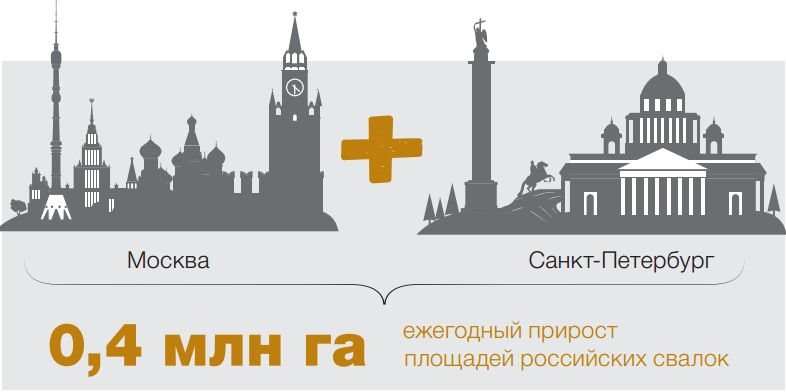 Москва
Санкт-Петербург
0,4 млн га
ежегодный прирост
площадей российских свалок